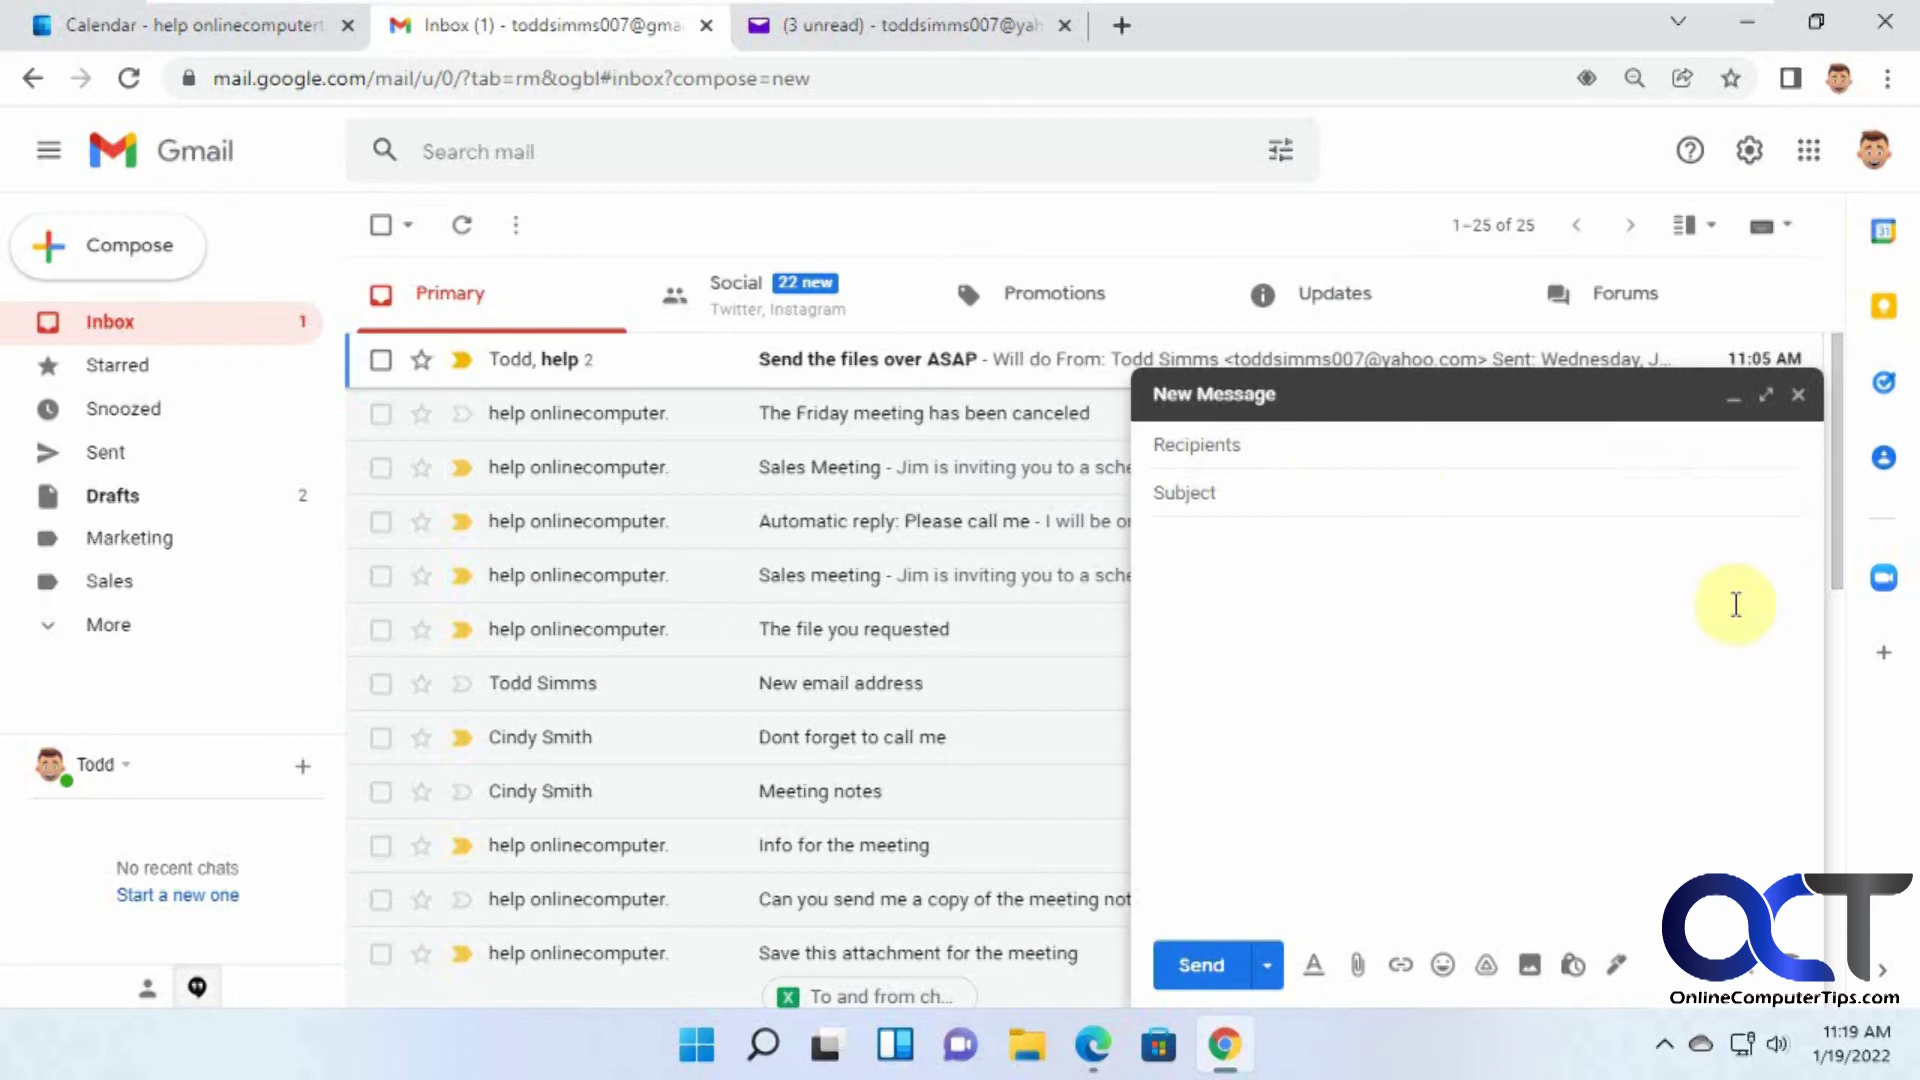 Calendar - help onlinecomputert
Inbox (1) - toddsimms007@gma
(3 unread) - toddsimms007@yah
mail.google.com/mail/u/0/?tab=rm&ogbl#inbox?compose=new
Gmail
Search mail
Compose
1–25 of 25
Primary
Social 22 new
Twitter, Instagram
Promotions
Updates
Forums
Inbox 1
Starred
Snoozed
Sent
Drafts 2
Marketing
Sales
More
Todd
No recent chats
Start a new one
Todd, help 2 Send the files over ASAP - Will do From: Todd Simms <toddsimms007@yahoo.com> Sent: Wednesday, J... 11:05 AM
help onlinecomputer. The Friday meeting has been canceled
help onlinecomputer. Sales Meeting - Jim is inviting you to a sche
help onlinecomputer. Automatic reply: Please call me - I will be or
help onlinecomputer. Sales meeting - Jim is inviting you to a sche
help onlinecomputer. The file you requested
Todd Simms New email address
Cindy Smith Dont forget to call me
Cindy Smith Meeting notes
help onlinecomputer. Info for the meeting
help onlinecomputer. Can you send me a copy of the meeting not
help onlinecomputer. Save this attachment for the meeting
X To and from ch...
New Message
Recipients
Subject
Send
31
OCT
OnlineComputerTips.com
11:19 AM
1/19/2022